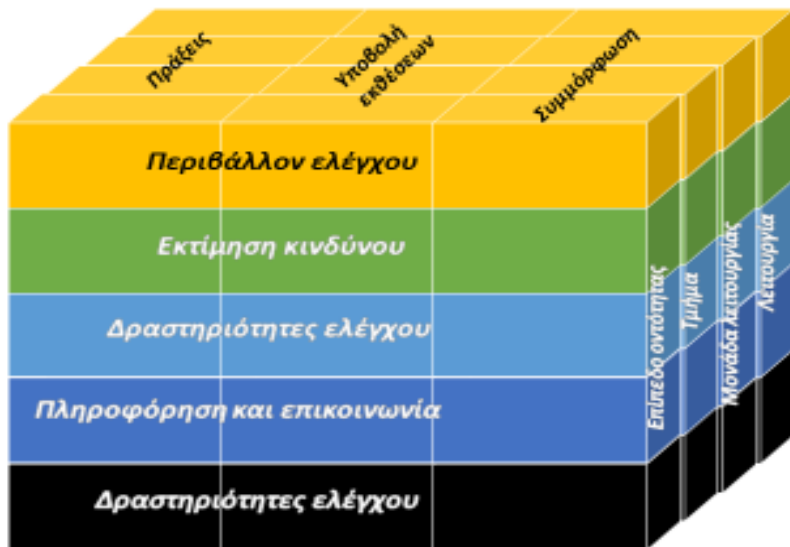 Πράξεις
Υποβολή
εκθέσεων
Συμμόρφωση
Περιβάλλον ελέγχου
Εκτίμηση κινδύνου
Δραστηριότητες ελέγχου
Πληροφόρηση και επικοινωνία
Δραστηριότητες ελέγχου
Επίπεδο οντότητας
Τμήμα
Μονάδα λειτουργίας
Λειτουργία